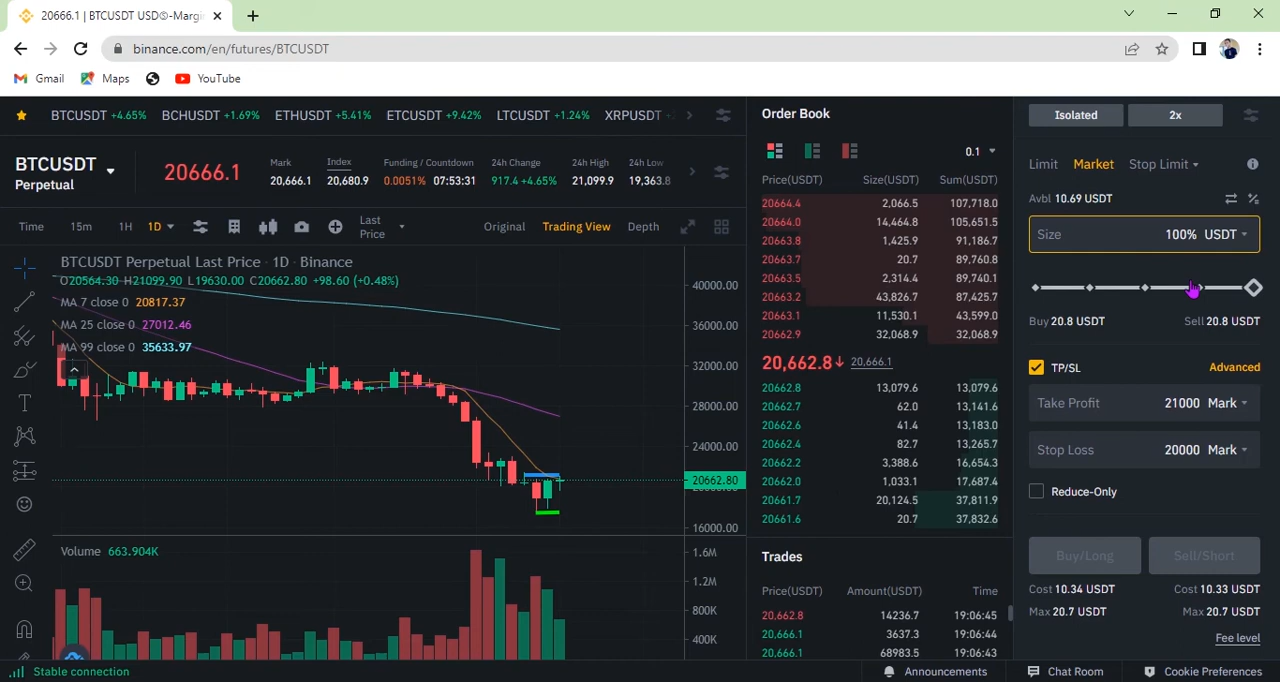 20666.1 | BTCUSDT USD©-Margi
binance.com/en/futures/BTCUSDT
Gmail
Maps
YouTube
BTCUSDT +4.65%
BCHUSDT +1.69%
ETHUSDT +5.41%
ETCUSDT +9.42%
LTCUSDT +1.24%
XRPUSDT
BTCUSDT
Perpetual
20666.1
Mark
20,666.1
Index
20,680.9
Funding / Countdown
0.0051% 07:53:31
24h Change
917.4 +4.65%
24h High
21,099.9
24h Low
19,363.8
Time 15m 1H 1D
Last Price
Original Trading View Depth
BTCUSDT Perpetual Last Price · 1D · Binance
O20564.30 H21099.90 L19630.00 C20662.80 +98.60 (+0.48%)
MA 7 close 0 20817.37
MA 25 close 0 27012.46
MA 99 close 0 35633.97
40000.00
36000.00
32000.00
28000.00
24000.00
20662.80
16000.00
Volume 663.904K
1.6M
1.2M
800K
400K
Order Book
0.1
Price(USDT) Size(USDT) Sum(USDT)
20664.4 2,066.5 107,718.0
20664.0 14,464.8 105,651.5
20663.8 1,425.9 91,186.7
20663.7 20.7 89,760.8
20663.5 2,314.4 89,740.1
20663.2 43,826.7 87,425.7
20663.1 11,530.1 43,599.0
20662.9 32,068.9 32,068.9
20,662.8↓ 20,666.1
20662.8 13,079.6 13,079.6
20662.7 62.0 13,141.6
20662.6 41.4 13,183.0
20662.4 82.7 13,265.7
20662.2 3,388.6 16,654.3
20662.0 1,033.1 17,687.4
20661.7 20,124.5 37,811.9
20661.6 20.7 37,832.6
Trades
Price(USDT) Amount(USDT) Time
20,662.8 14236.7 19:06:45
20,666.1 3637.3 19:06:44
20,666.1 68983.5 19:06:43
Isolated 2x
Limit Market Stop Limit
Avbl 10.69 USDT
Size 100% USDT
Buy 20.8 USDT Sell 20.8 USDT
TP/SL Advanced
Take Profit 21000 Mark
Stop Loss 20000 Mark
Reduce-Only
Buy/Long Sell/Short
Cost 10.34 USDT Cost 10.33 USDT
Max 20.7 USDT Max 20.7 USDT
Fee level
Stable connection
Announcements
Chat Room
Cookie Preferences